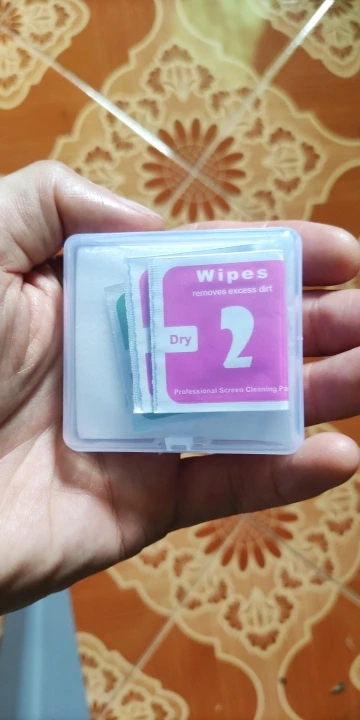 Wipes
removes excess dirt
Dry
2
Professional Screen Cleaning